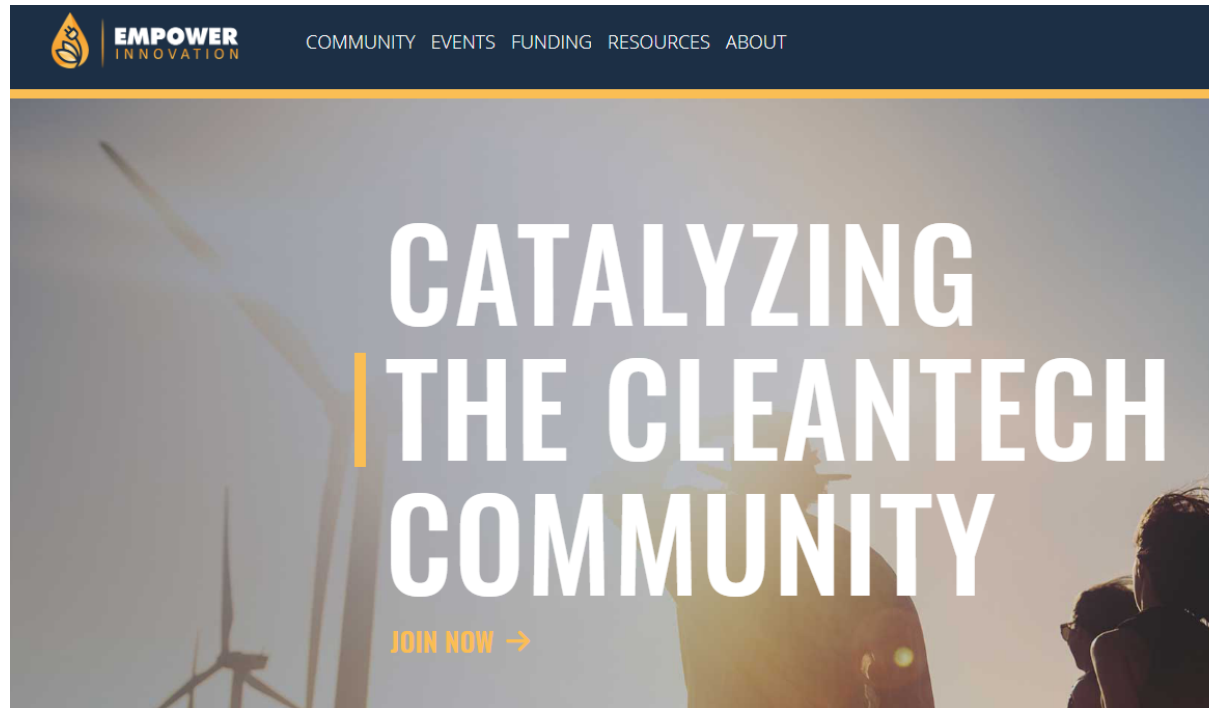 EMPOWER
INNOVATION
COMMUNITY EVENTS FUNDING RESOURCES ABOUT
CATALYZING
THE CLEANTECH
COMMUNITY
JOIN NOW →